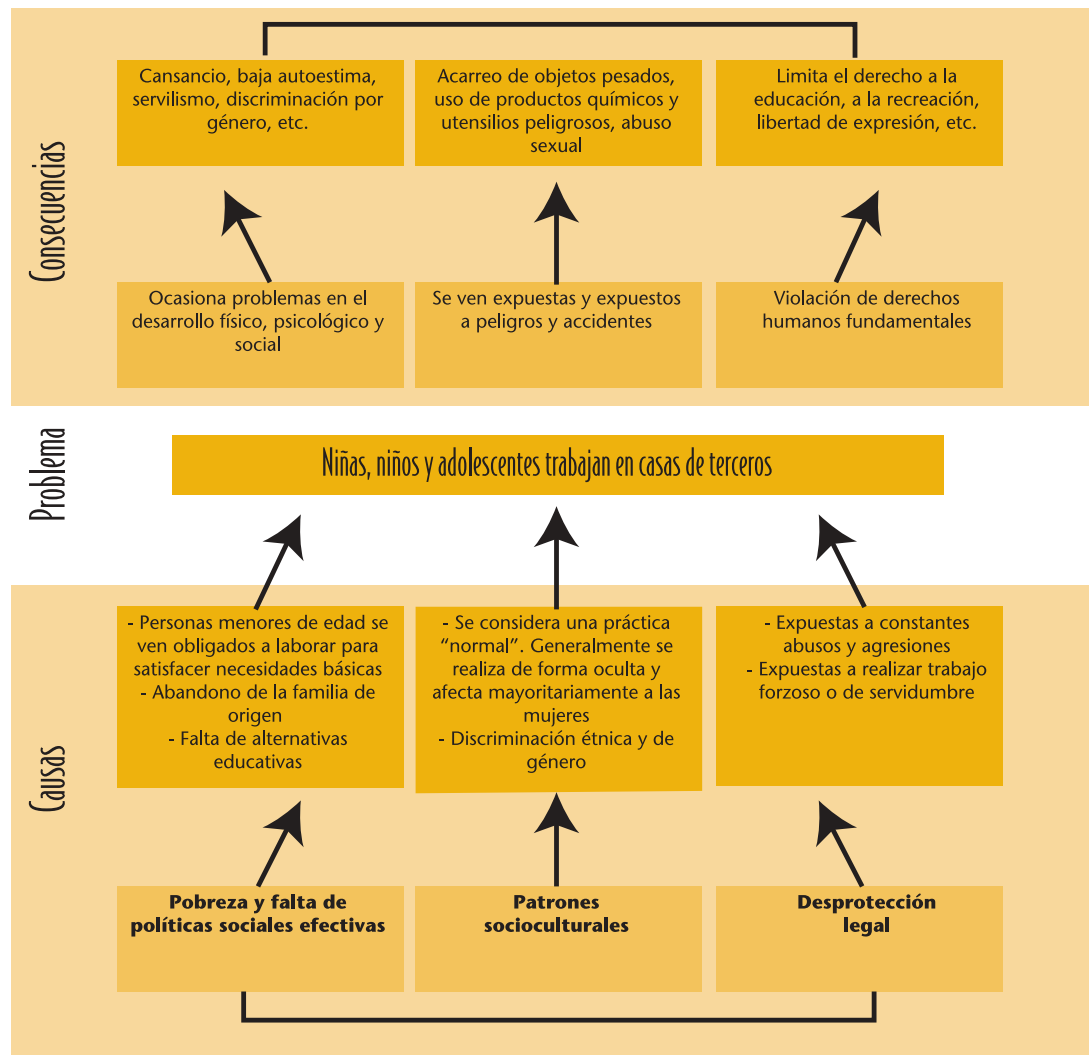 Consecuencias
Cansancio, baja autoestima,
servilismo, discriminación por
género, etc.
Acarreo de objetos pesados,
uso de productos químicos y
utensilios peligrosos, abuso
sexual
Limita el derecho a la
educación, a la recreación,
libertad de expresión, etc.
Ocasiona problemas en el
desarrollo físico, psicológico y
social
Se ven expuestas y expuestos
a peligros y accidentes
Violación de derechos
humanos fundamentales
Problema
Niñas, niños y adolescentes trabajan en casas de terceros
Causas
- Personas menores de edad se
ven obligados a laborar para
satisfacer necesidades básicas
- Abandono de la familia de
origen
- Falta de alternativas
educativas
- Se considera una práctica
“normal”. Generalmente se
realiza de forma oculta y
afecta mayoritariamente a las
mujeres
- Discriminación étnica y de
género
- Expuestas a constantes
abusos y agresiones
- Expuestas a realizar trabajo
forzoso o de servidumbre
Pobreza y falta de
políticas sociales efectivas
Patrones
socioculturales
Desprotección
legal